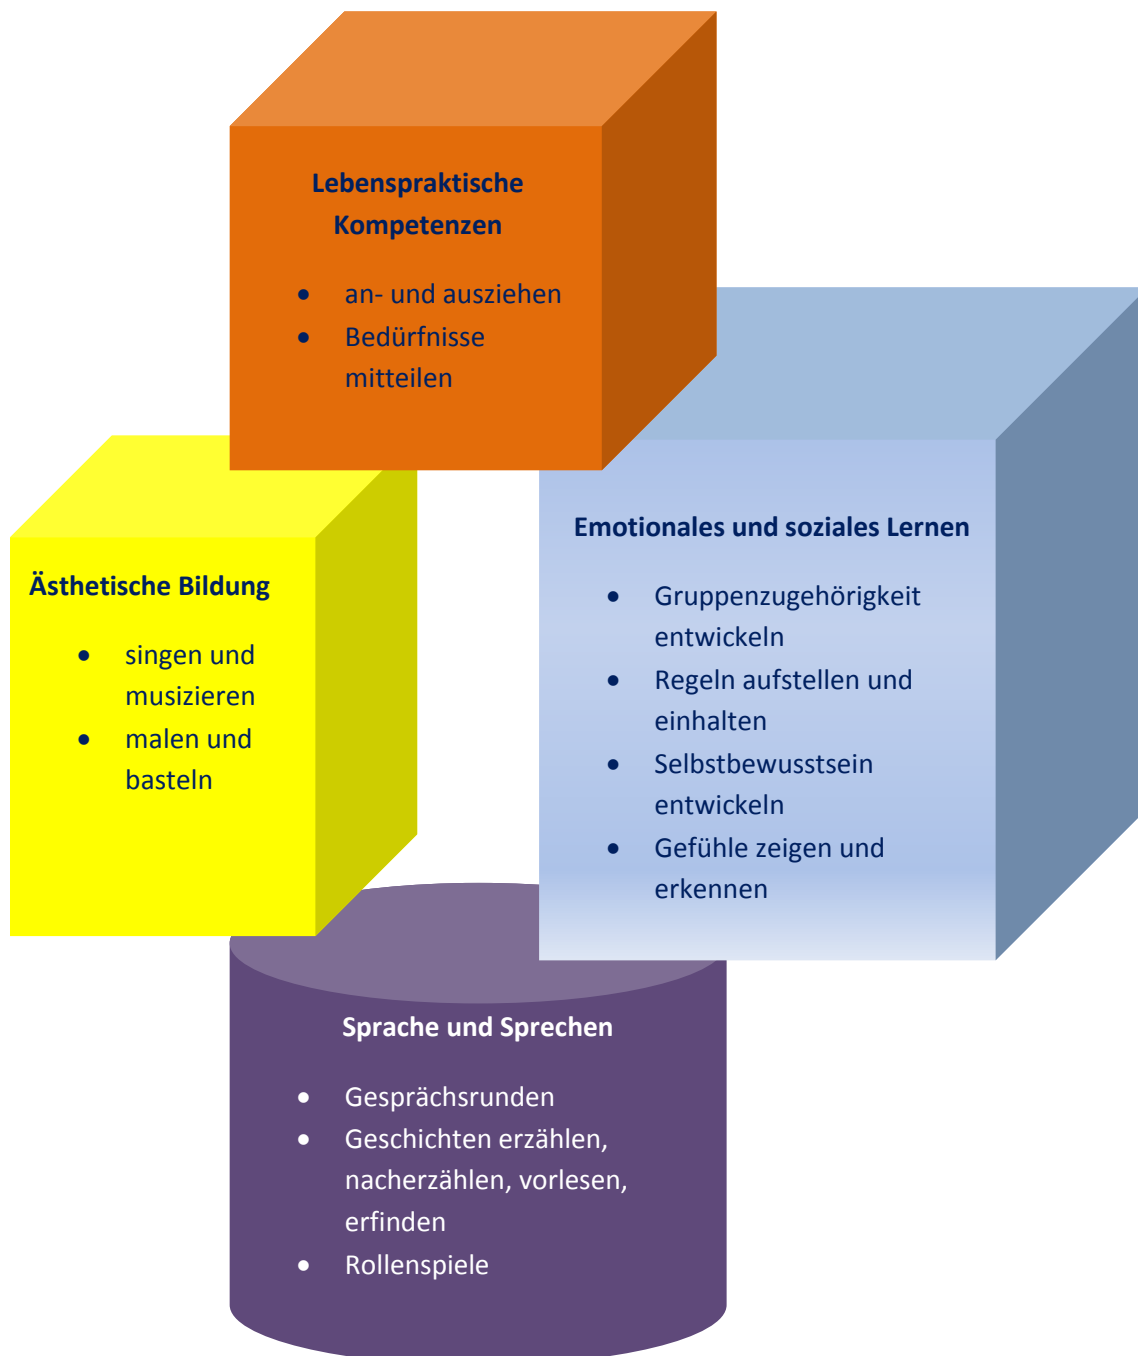 Lebenspraktische
Kompetenzen
• an- und ausziehen
• Bedürfnisse
mitteilen
Ästhetische Bildung
• singen und
musizieren
• malen und
basteln
Emotionales und soziales Lernen
• Gruppenzugehörigkeit
entwickeln
• Regeln aufstellen und
einhalten
• Selbstbewusstsein
entwickeln
• Gefühle zeigen und
erkennen
Sprache und Sprechen
• Gesprächsrunden
• Geschichten erzählen,
nacherzählen, vorlesen,
erfinden
• Rollenspiele